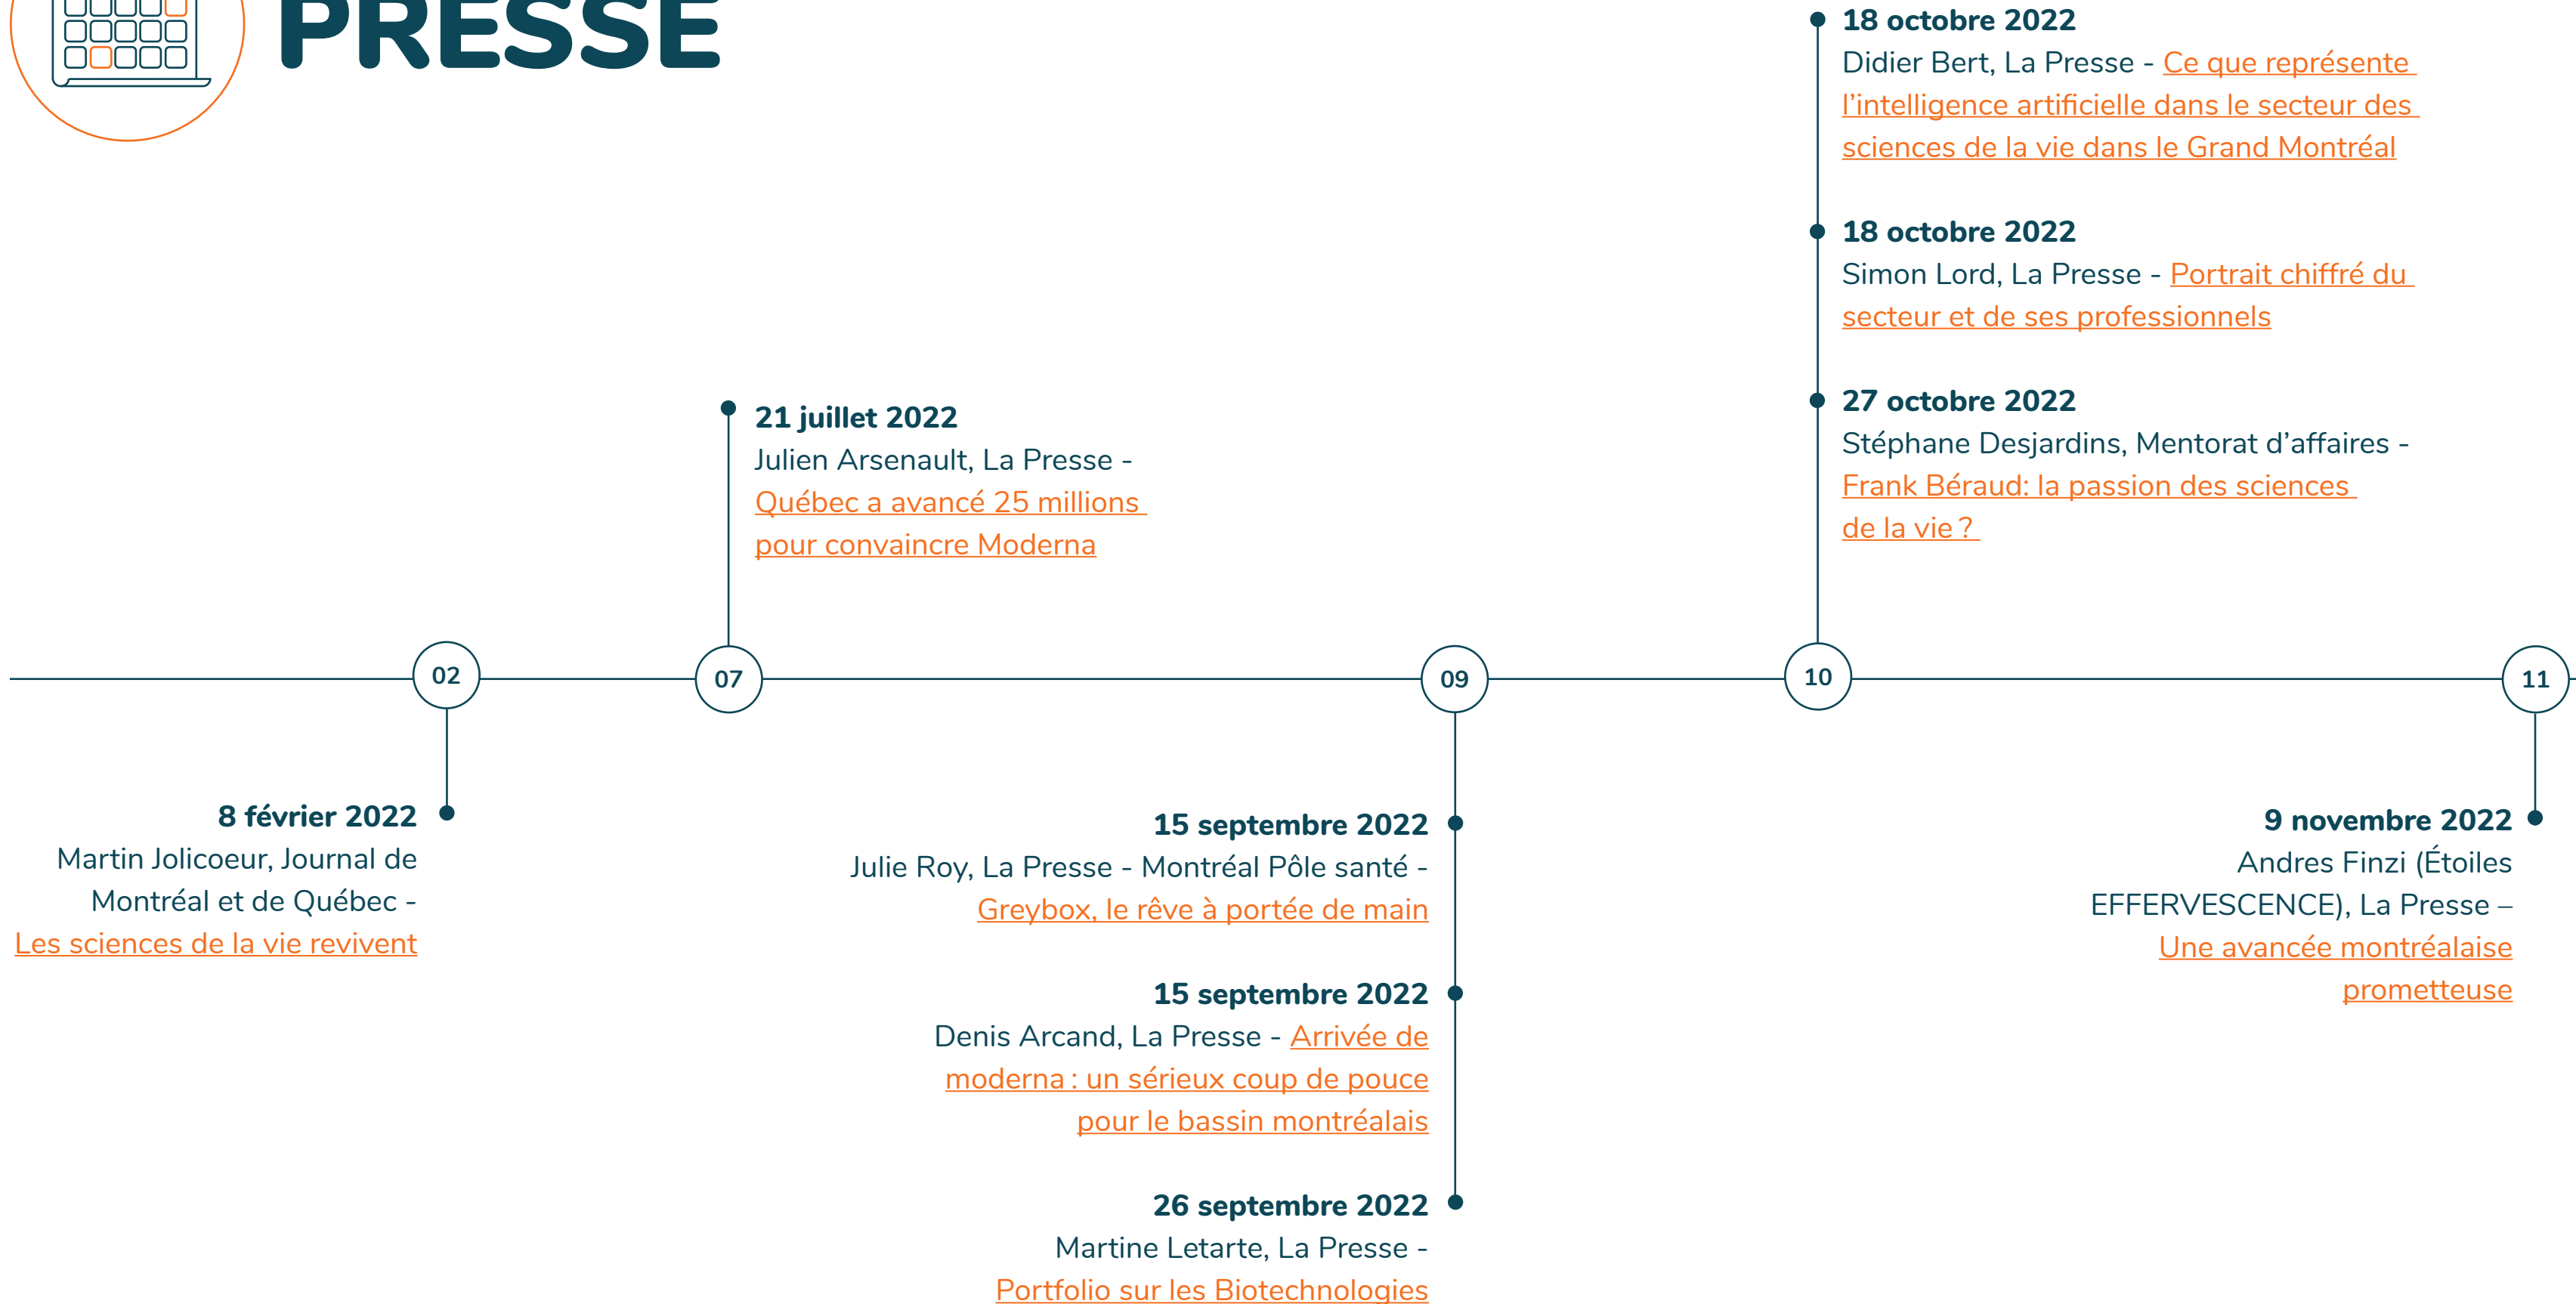 PRESSE
18 octobre 2022
Didier Bert, La Presse - Ce que représente
l’intelligence artificielle dans le secteur des
sciences de la vie dans le Grand Montréal
18 octobre 2022
Simon Lord, La Presse - Portrait chiffré du
secteur et de ses professionnels
27 octobre 2022
Stéphane Desjardins, Mentorat d’affaires -
Frank Béraud: la passion des sciences
de la vie ?
21 juillet 2022
Julien Arsenault, La Presse -
Québec a avancé 25 millions
pour convaincre Moderna
02
07
09
10
11
8 février 2022
Martin Jolicoeur, Journal de
Montréal et de Québec -
Les sciences de la vie revivent
15 septembre 2022
Julie Roy, La Presse - Montréal Pôle santé -
Greybox, le rêve à portée de main
15 septembre 2022
Denis Arcand, La Presse - Arrivée de
moderna : un sérieux coup de pouce
pour le bassin montréalais
26 septembre 2022
Martine Letarte, La Presse -
Portfolio sur les Biotechnologies
9 novembre 2022
Andres Finzi (Étoiles
EFFERVESCENCE), La Presse –
Une avancée montréalaise
prometteuse